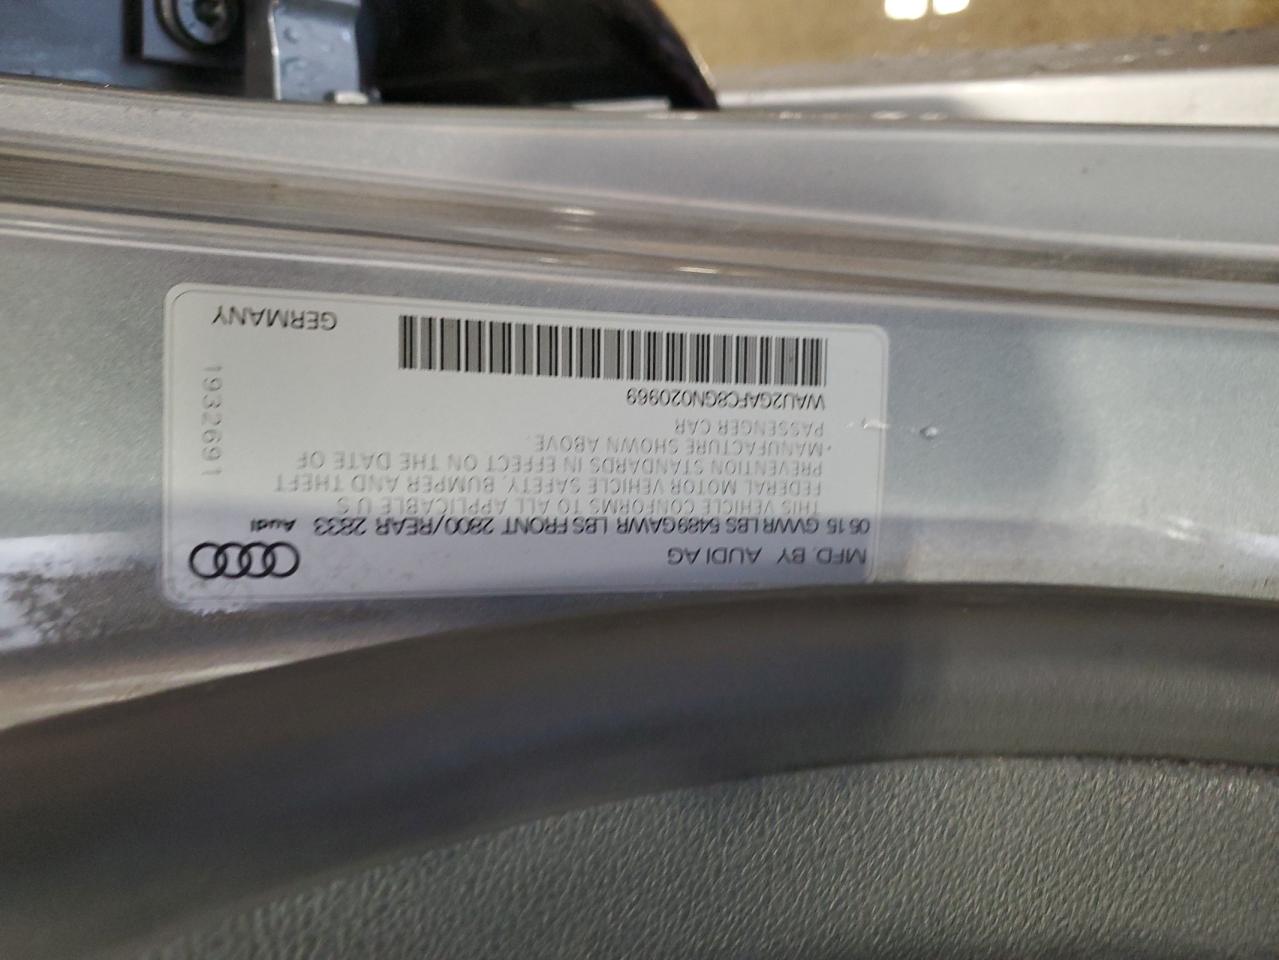 MFD BY AUDI AG
0515 GVWR LBS 5489 GAWR LBS FRONT 2800/REAR 2833
Audi
THIS VEHICLE CONFORMS TO ALL APPLICABLE U S
FEDERAL MOTOR VEHICLE SAFETY, BUMPER AND THEFT
PREVENTION STANDARDS IN EFFECT ON THE DATE OF
MANUFACTURE SHOWN ABOVE.
PASSENGER CAR
WAU2GAFC8GN020969
1932691
GERMANY